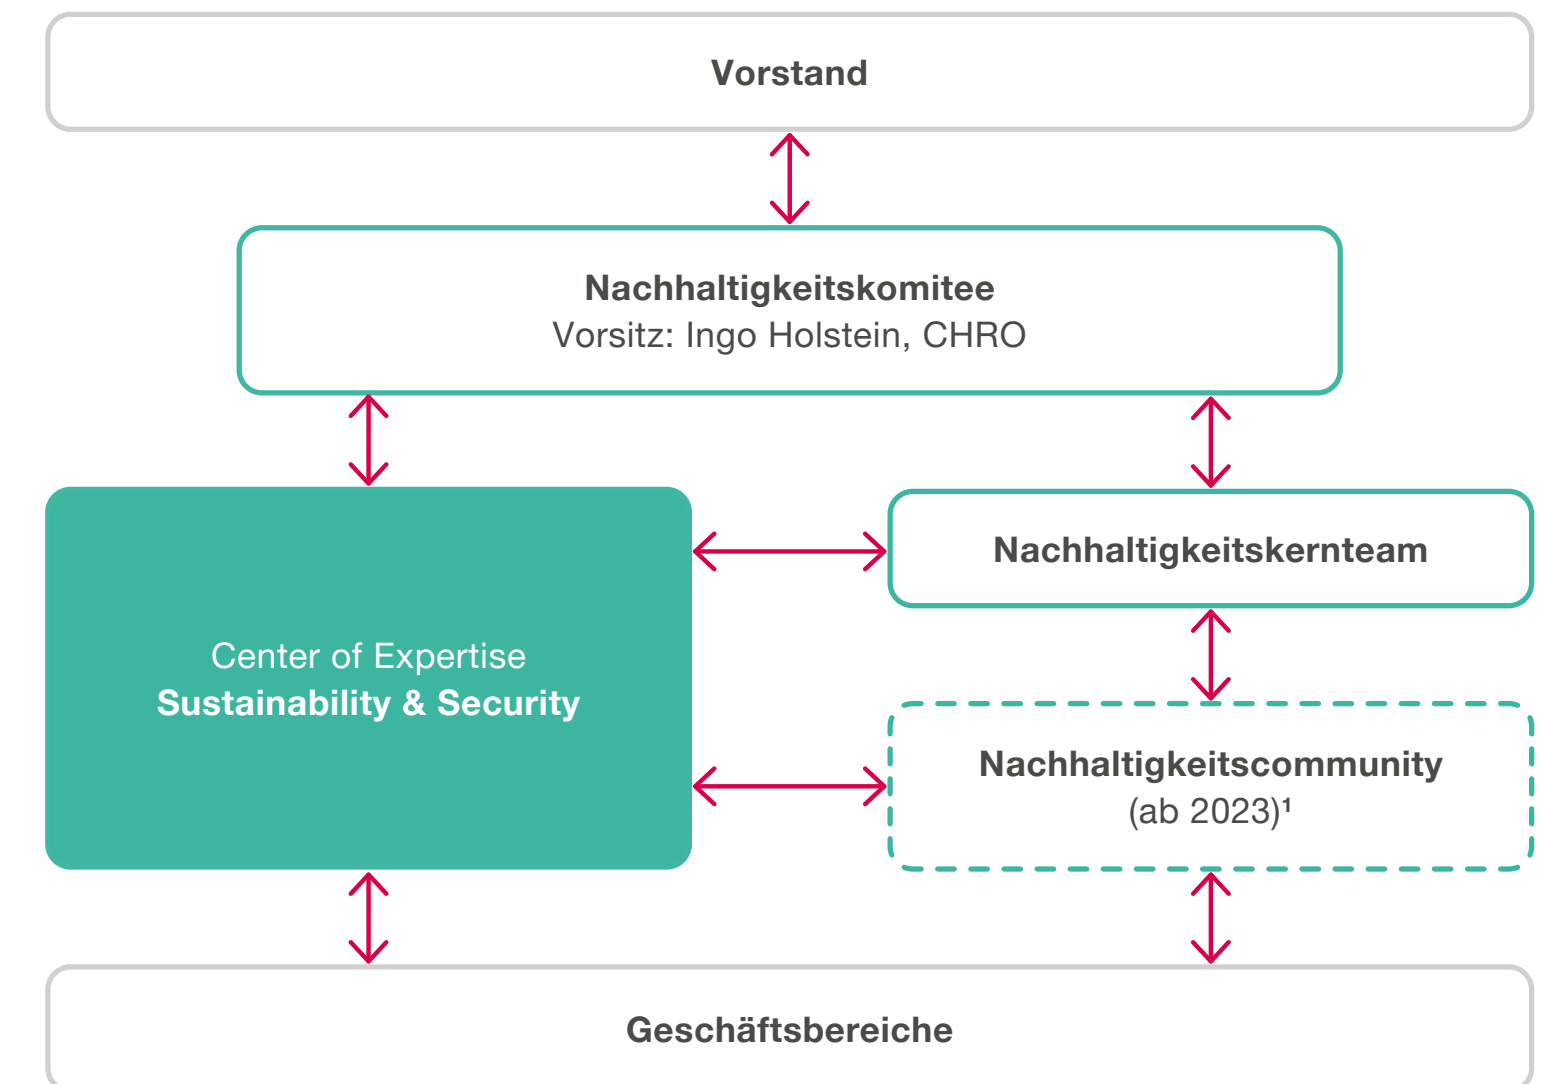 Vorstand
Nachhaltigkeitskomitee
Vorsitz: Ingo Holstein, CHRO
Nachhaltigkeitskernteam
Center of Expertise
Sustainability & Security
Nachhaltigkeitscommunity
(ab 2023)¹
Geschäftsbereiche